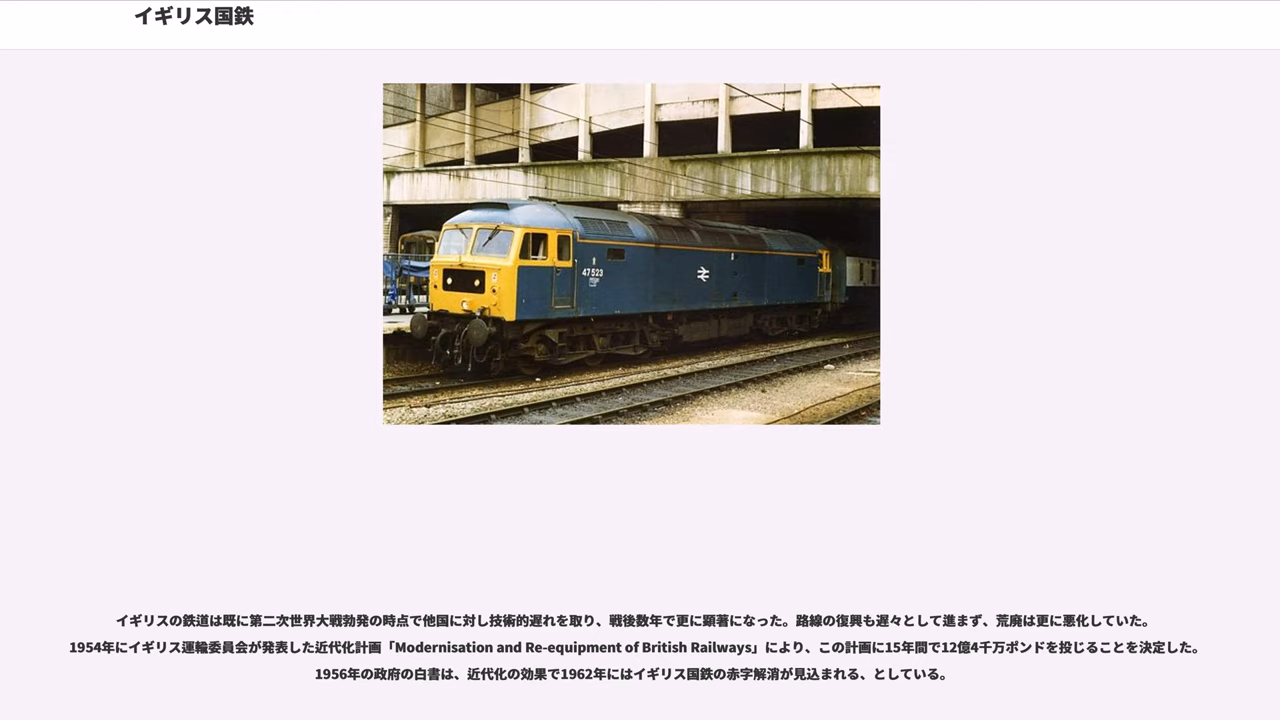 イギリス国鉄
47 523
イギリスの鉄道は既に第二次世界大戦勃発の時点で他国に対し技術的遅れを取り、戦後数年で更に顕著になった。路線の復興も遅々として進まず、荒廃は更に悪化していた。
1954年にイギリス運輸委員会が発表した近代化計画「Modernisation and Re-equipment of British Railways」により、この計画に15年間で12億4千万ポンドを投じることを決定した。
1956年の政府の白書は、近代化の効果で1962年にはイギリス国鉄の赤字解消が見込まれる、としている。